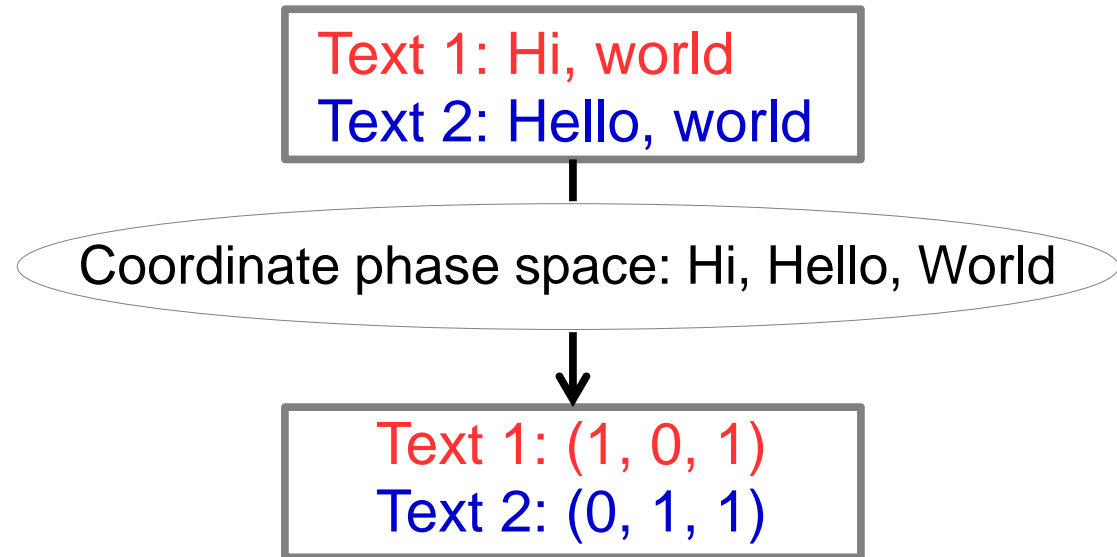 Text 1: Hi, world
Text 2: Hello, world
Coordinate phase space: Hi, Hello, World
Text 1: (1, 0, 1)
Text 2: (0, 1, 1)